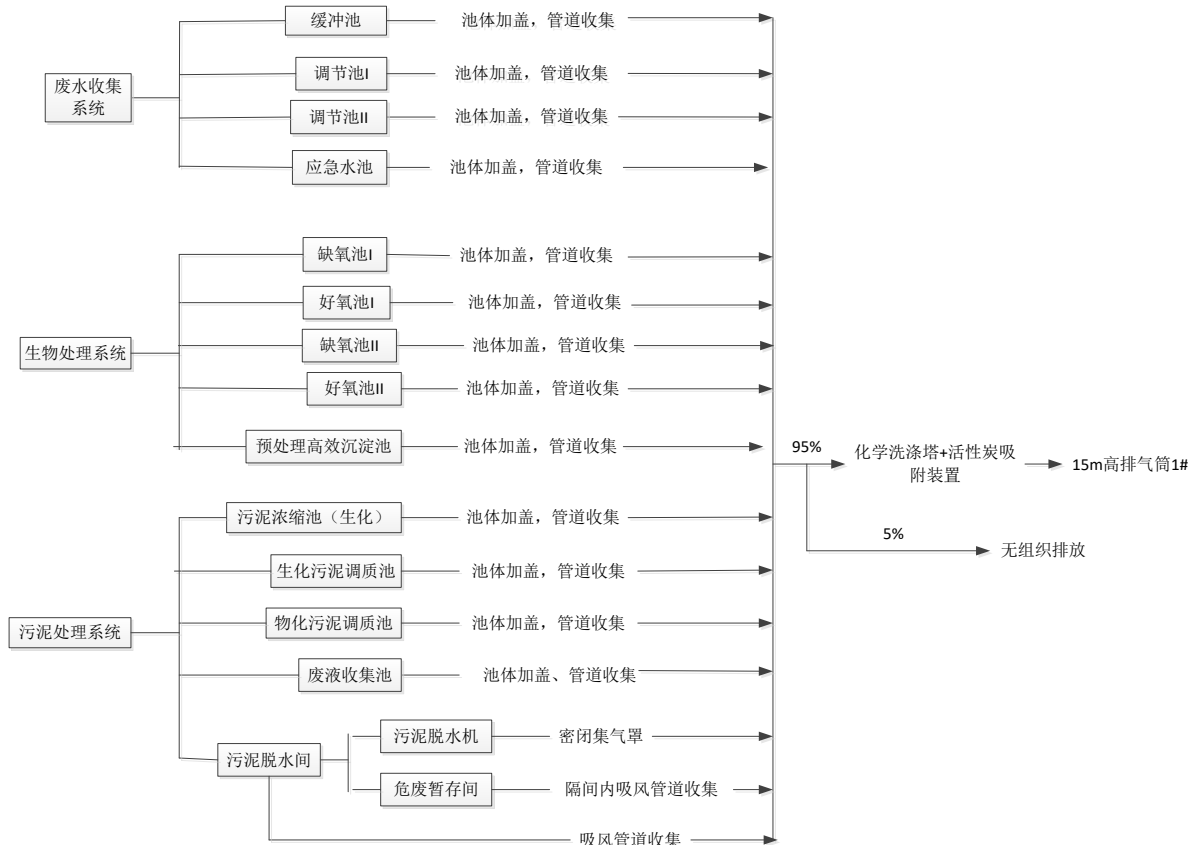 缓冲池
池体加盖，管道收集
废水收集
系统
调节池I
池体加盖，管道收集
调节池II
池体加盖，管道收集
应急水池
池体加盖，管道收集
生物处理系统
缺氧池I
池体加盖，管道收集
好氧池I
池体加盖，管道收集
缺氧池II
池体加盖，管道收集
好氧池II
池体加盖，管道收集
预处理高效沉淀池
池体加盖，管道收集
污泥处理系统
污泥浓缩池（生化）
池体加盖，管道收集
生化污泥调质池
池体加盖，管道收集
物化污泥调质池
池体加盖，管道收集
废液收集池
池体加盖、管道收集
污泥脱水间
污泥脱水机
密闭集气罩
危废暂存间
隔间内吸风管道收集
吸风管道收集
95%
化学洗涤塔+活性炭吸
附装置
15m高排气筒1#
5%
无组织排放